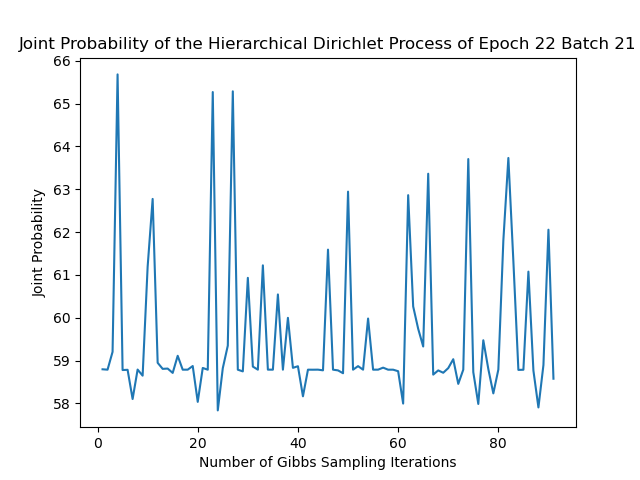 Joint Probability of the Hierarchical Dirichlet Process of Epoch 22 Batch 21
66
65
64
63
62
61
60
59
58
Joint Probability
0 20 40 60 80
Number of Gibbs Sampling Iterations